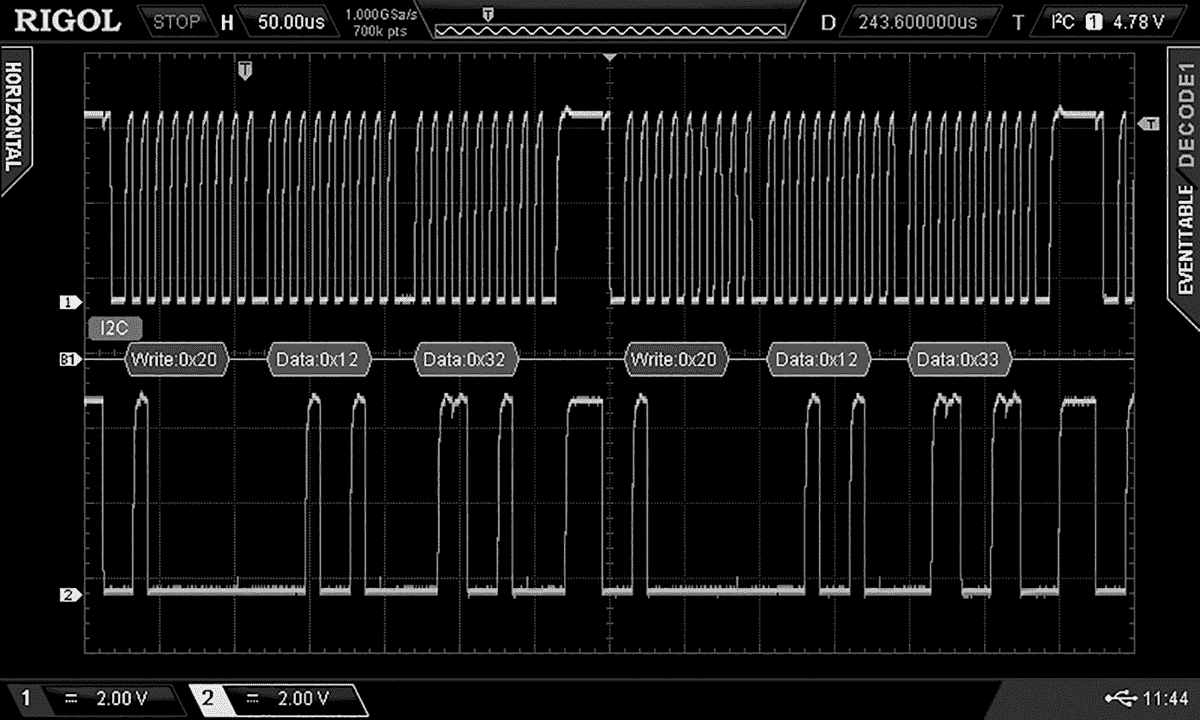 RIGOL STOP H 50.00us 1.000GSa/s 700k pts T D 243.600000us T I²C 1 4.78 V
T
HORIZONTAL
T
EVENTTABLE DECODE1
1
I2C
B1 Write:0x20 Data:0x12 Data:0x32 Write:0x20 Data:0x12 Data:0x33
2
1 = 2.00 V 2 = 2.00 V 11:44